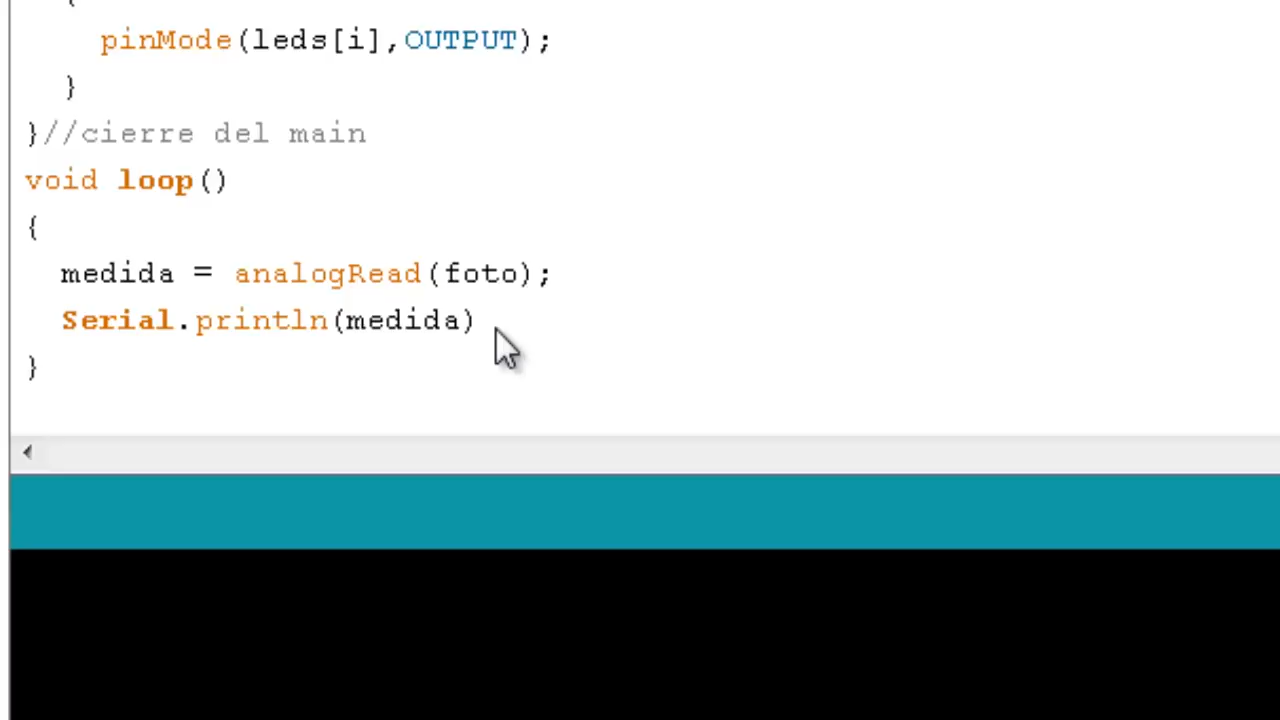 {
pinMode(leds[i],OUTPUT);
}
}//cierre del main
void loop()
{
medida = analogRead(foto);
Serial.println(medida)
}